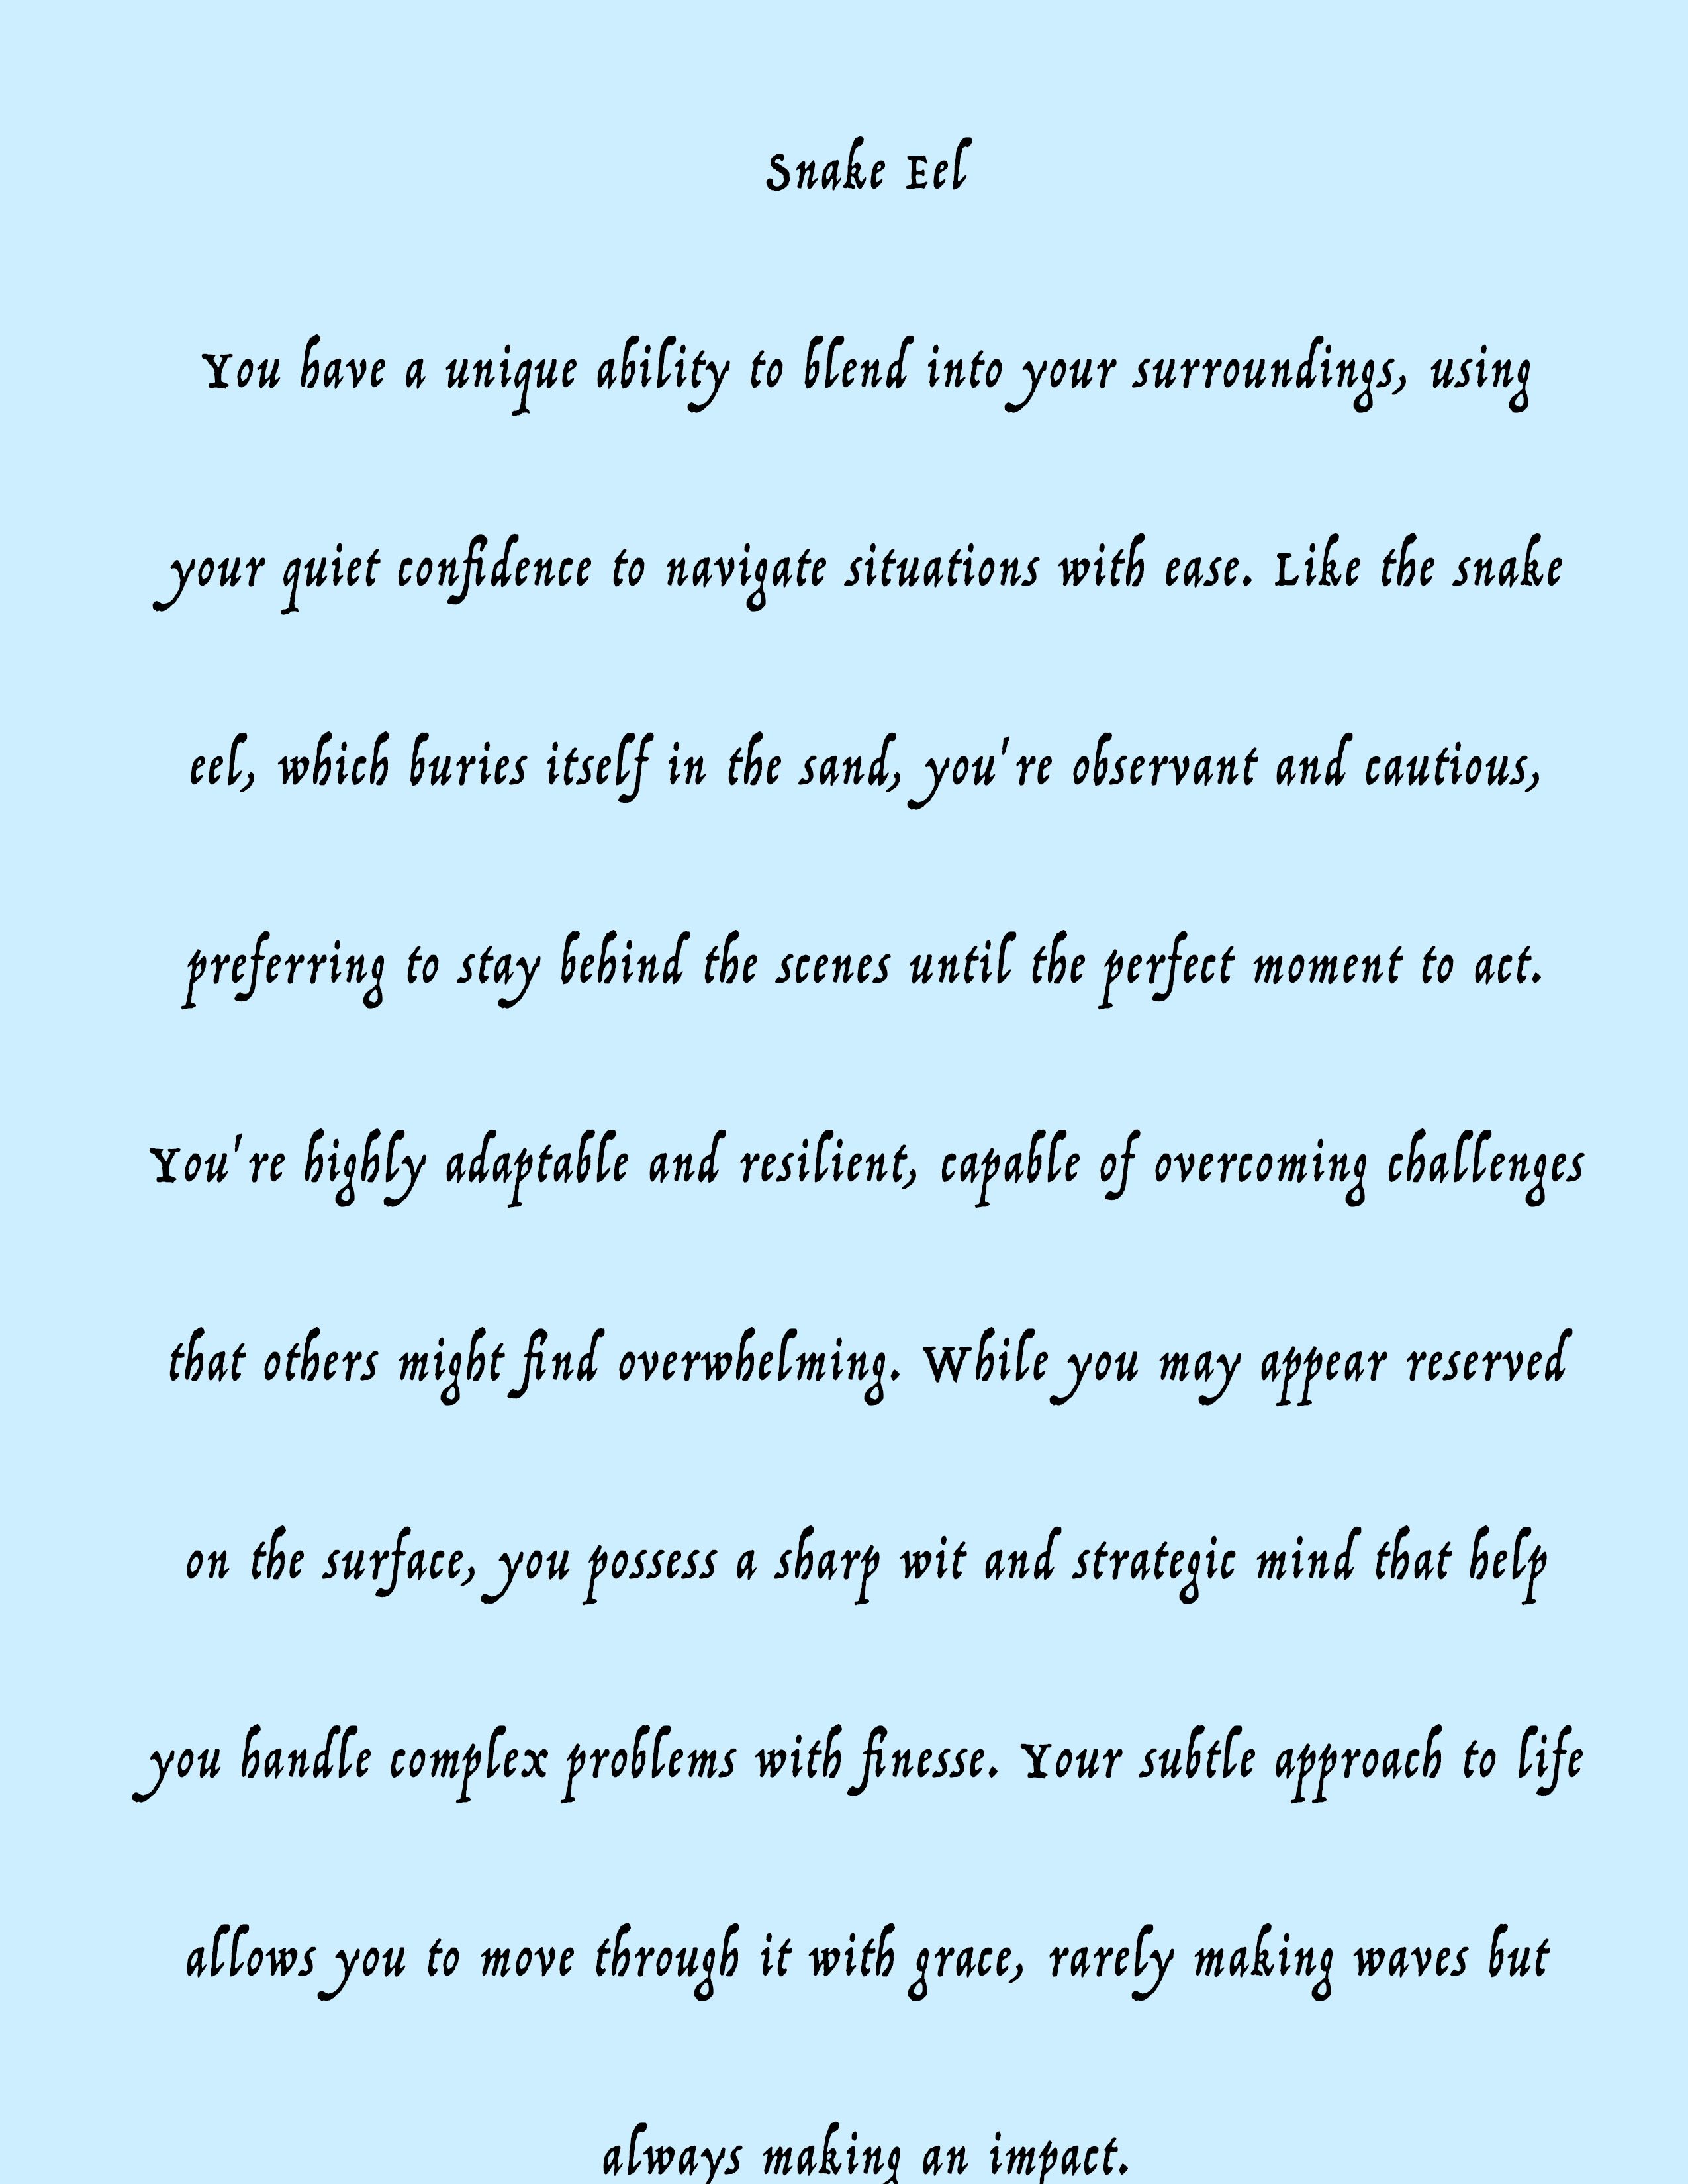 Snake Eel
You have a unique ability to blend into your surroundings, using
your quiet confidence to navigate situations with ease. Like the snake
eel, which buries itself in the sand, you're observant and cautious,
preferring to stay behind the scenes until the perfect moment to act.
You're highly adaptable and resilient, capable of overcoming challenges
that others might find overwhelming. While you may appear reserved
on the surface, you possess a sharp wit and strategic mind that help
you handle complex problems with finesse. Your subtle approach to life
allows you to move through it with grace, rarely making waves but
always making an impact.